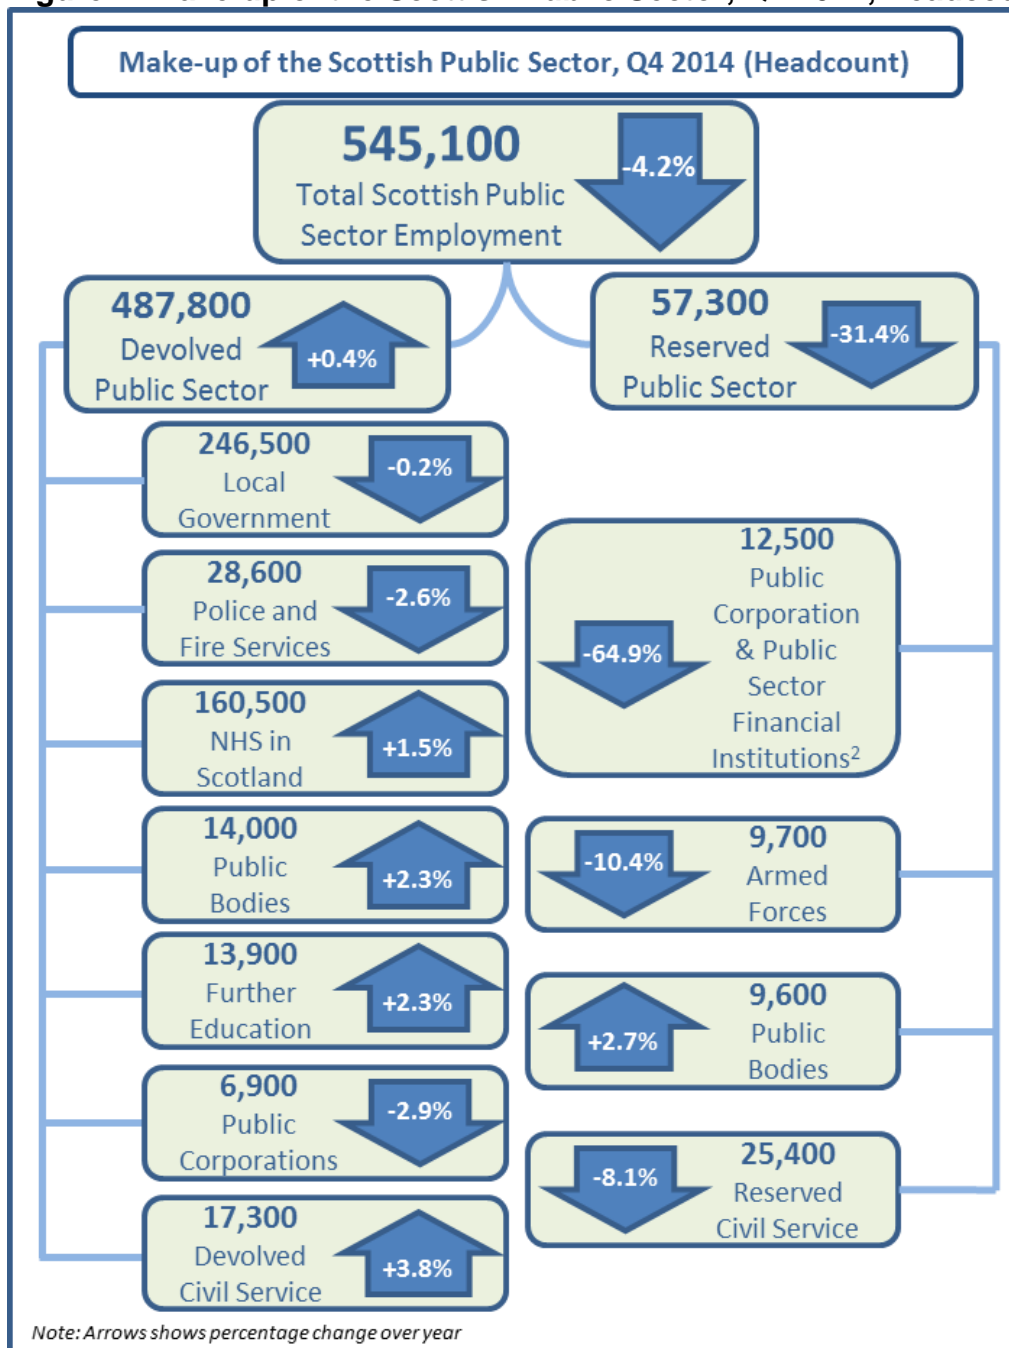 Make-up of the Scottish Public Sector, Q4 2014 (Headcount)
545,100
Total Scottish Public
Sector Employment
-4.2%
487,800
Devolved
Public Sector
+0.4%
57,300
Reserved
Public Sector
-31.4%
246,500
Local
Government
-0.2%
28,600
Police and
Fire Services
-2.6%
160,500
NHS in
Scotland
+1.5%
14,000
Public
Bodies
+2.3%
13,900
Further
Education
+2.3%
6,900
Public
Corporations
-2.9%
17,300
Devolved
Civil Service
+3.8%
12,500
Public
Corporation
& Public
Sector
Financial
Institutions²
-64.9%
9,700
Armed
Forces
-10.4%
9,600
Public
Bodies
+2.7%
25,400
Reserved
Civil Service
-8.1%
Note: Arrows shows percentage change over year